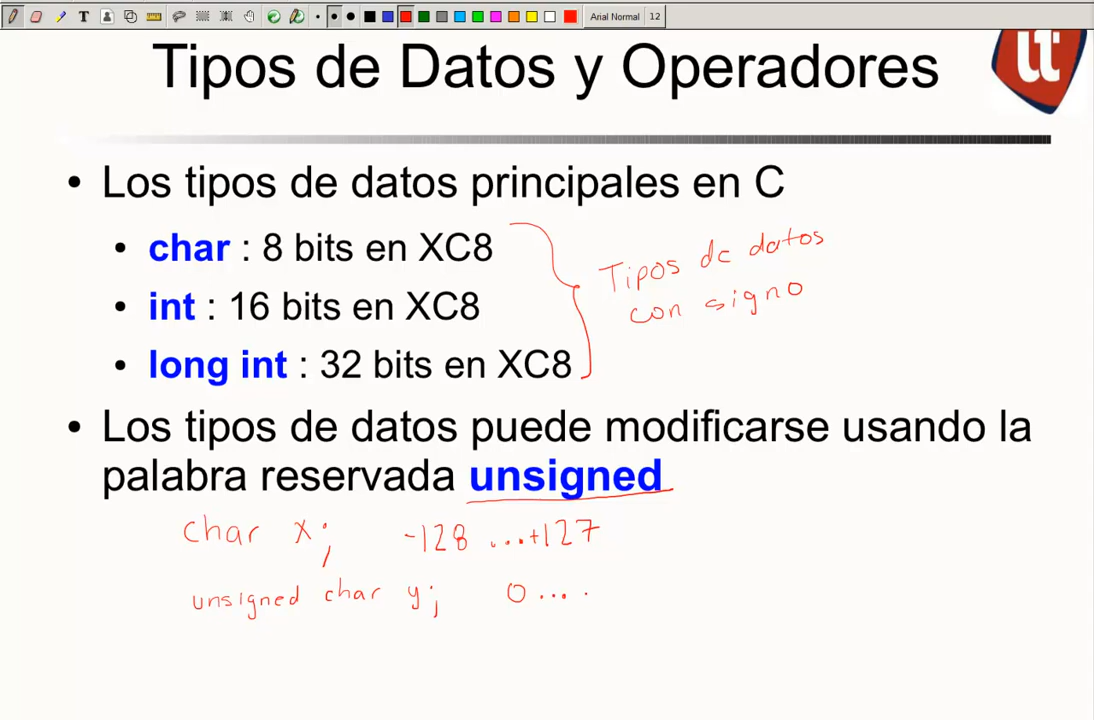 T
Arial Normal
12
Tipos de Datos y Operadores
• Los tipos de datos principales en C
• char : 8 bits en XC8
• int : 16 bits en XC8
• long int : 32 bits en XC8
Tipos de datos
con signo
• Los tipos de datos puede modificarse usando la
palabra reservada unsigned
char x; -128 ...+127
unsigned char y; 0 ....